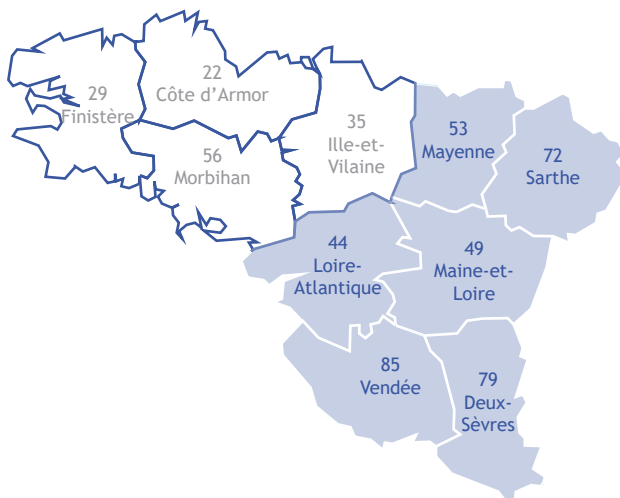 22
Côte d'Armor
29
Finistère
35
Ille-et-
Vilaine
56
Morbihan
53
Mayenne
72
Sarthe
44
Loire-
Atlantique
49
Maine-et-
Loire
85
Vendée
79
Deux-
Sèvres